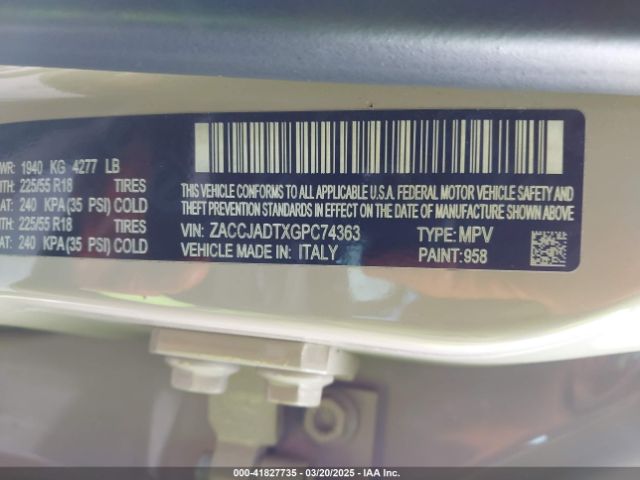 WR: 1940 KG 4277 LB
TH: 225/55 R18 TIRES
AT: 240 KPA(35 PSI) COLD
TH: 225/55 R18 TIRES
AT: 240 KPA(35 PSI) COLD
THIS VEHICLE CONFORMS TO ALL APPLICABLE U.S.A. FEDERAL MOTOR VEHICLE SAFETY AND
THEFT PREVENTION STANDARDS IN EFFECT ON THE DATE OF MANUFACTURE SHOWN ABOVE
VIN: ZACCJADTXGPC74363 TYPE: MPV
VEHICLE MADE IN: ITALY PAINT:958
000-41827735 - 03/20/2025 - IAA Inc.